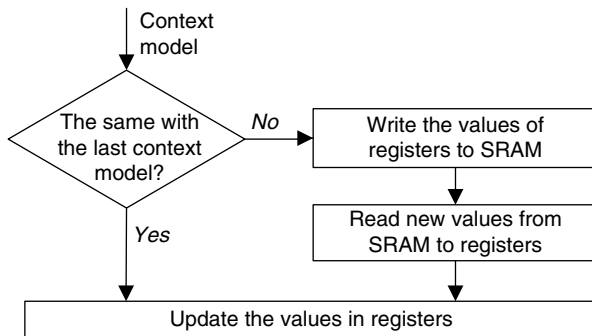 Context
model
The same with
the last context
model?
No
Write the values of
registers to SRAM
Yes
Read new values from
SRAM to registers
Update the values in registers